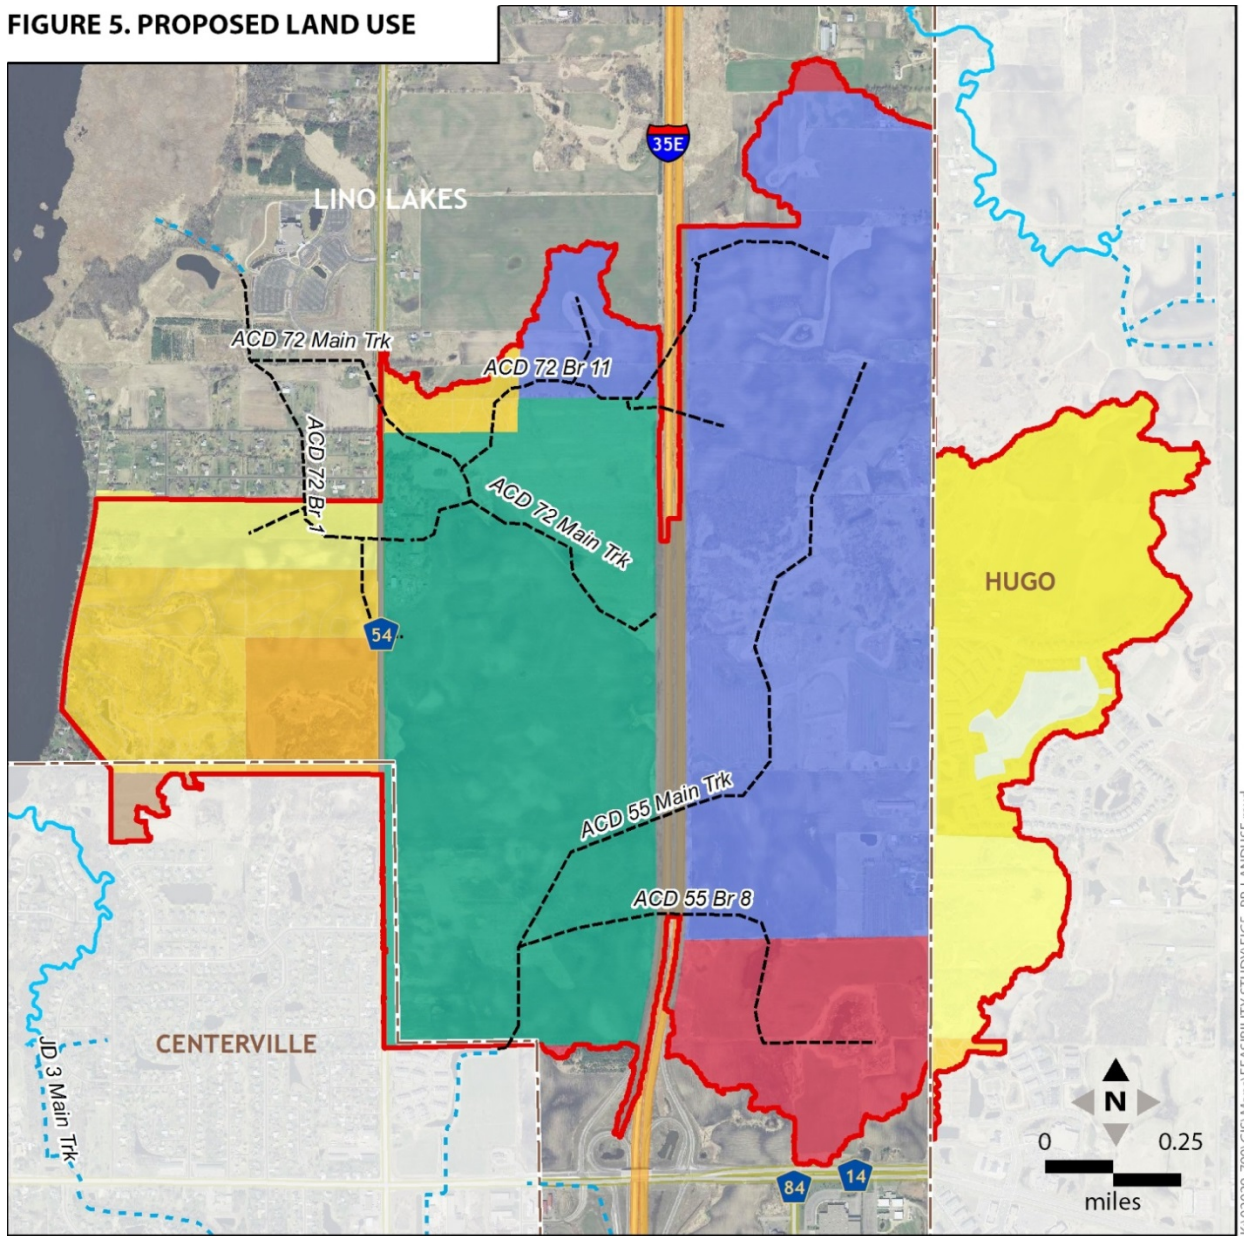 FIGURE 5. PROPOSED LAND USE
35E
LINO LAKES
ACD 72 Main Trk
ACD 72 Br 11
ACD 72 Br 1
ACD 72 Main Trk
HUGO
54
ACD 55 Main Trk
ACD 55 Br 8
CENTERVILLE
JD 3 Main Trk
N
0 0.25
miles
84
14